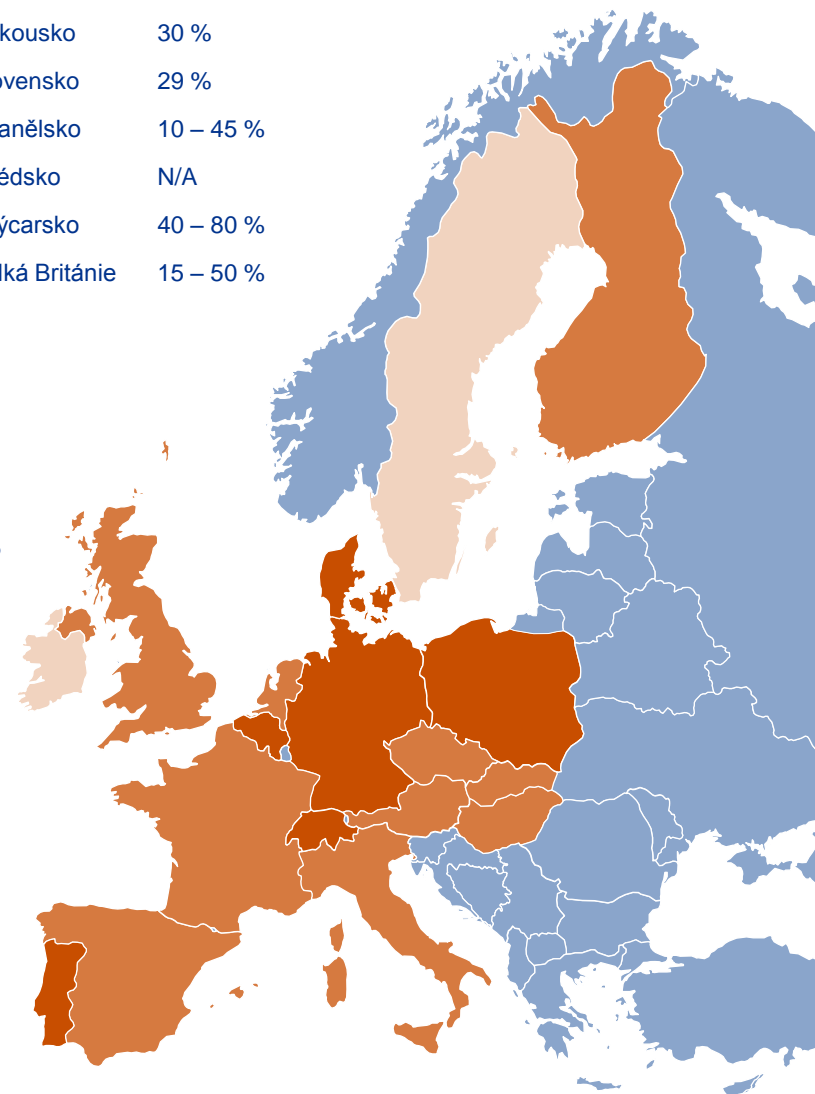 kousko 30 %
ovensko 29 %
anělsko 10 – 45 %
édsko N/A
ýcarsko 40 – 80 %
lká Británie 15 – 50 %